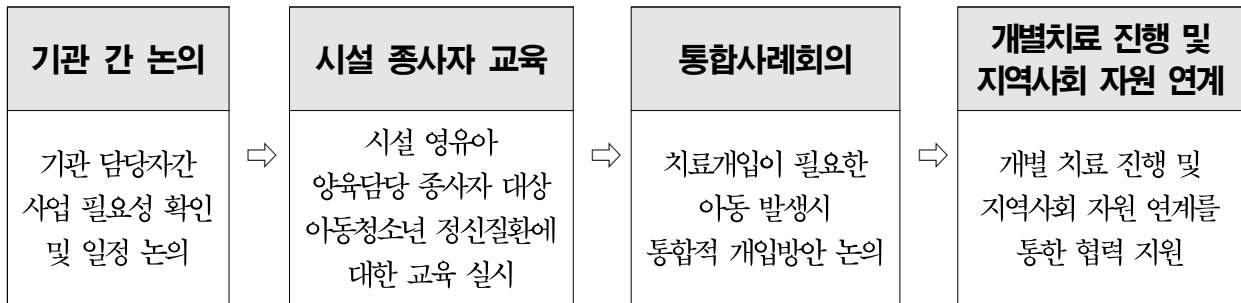 기관 간 논의
기관 담당자간
사업 필요성 확인
및 일정 논의
⇨
시설 종사자 교육
시설 영유아
양육담당 종사자 대상
아동청소년 정신질환에
대한 교육 실시
⇨
통합사례회의
치료개입이 필요한
아동 발생시
통합적 개입방안 논의
⇨
개별치료 진행 및
지역사회 자원 연계
개별 치료 진행 및
지역사회 자원 연계를
통한 협력 지원